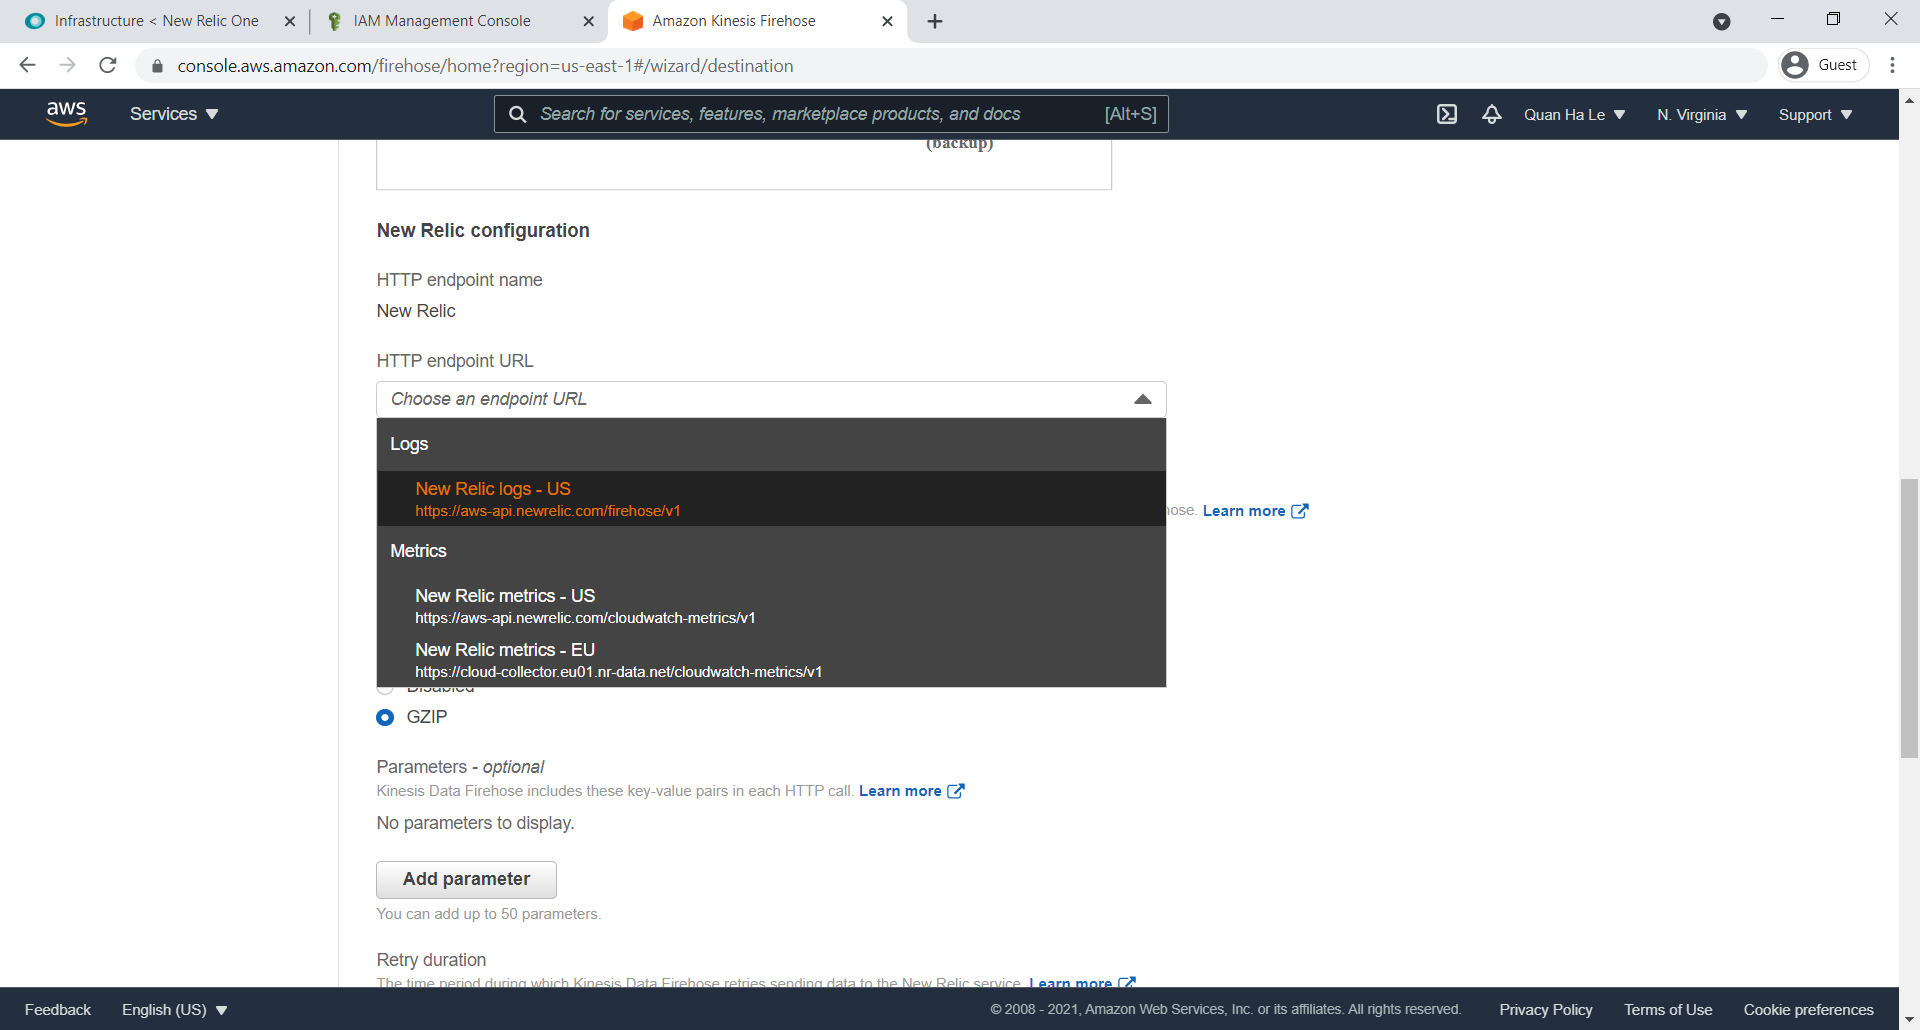 Infrastructure < New Relic One
IAM Management Console
Amazon Kinesis Firehose
console.aws.amazon.com/firehose/home?region=us-east-1#/wizard/destination
Guest
aws
Services
Search for services, features, marketplace products, and docs
[Alt+S]
Quan Ha Le
N. Virginia
Support
(backup)
New Relic configuration
HTTP endpoint name
New Relic
HTTP endpoint URL
Choose an endpoint URL
Logs
New Relic logs - US
https://aws-api.newrelic.com/firehose/v1
Learn more
Metrics
New Relic metrics - US
https://aws-api.newrelic.com/cloudwatch-metrics/v1
New Relic metrics - EU
https://cloud-collector.eu01.nr-data.net/cloudwatch-metrics/v1
Disabled
GZIP
Parameters - optional
Kinesis Data Firehose includes these key-value pairs in each HTTP call. Learn more
No parameters to display.
Add parameter
You can add up to 50 parameters.
Retry duration
The time period during which Kinesis Data Firehose retries sending data to the New Relic service. Learn more
Feedback
English (US)
© 2008 - 2021, Amazon Web Services, Inc. or its affiliates. All rights reserved.
Privacy Policy
Terms of Use
Cookie preferences